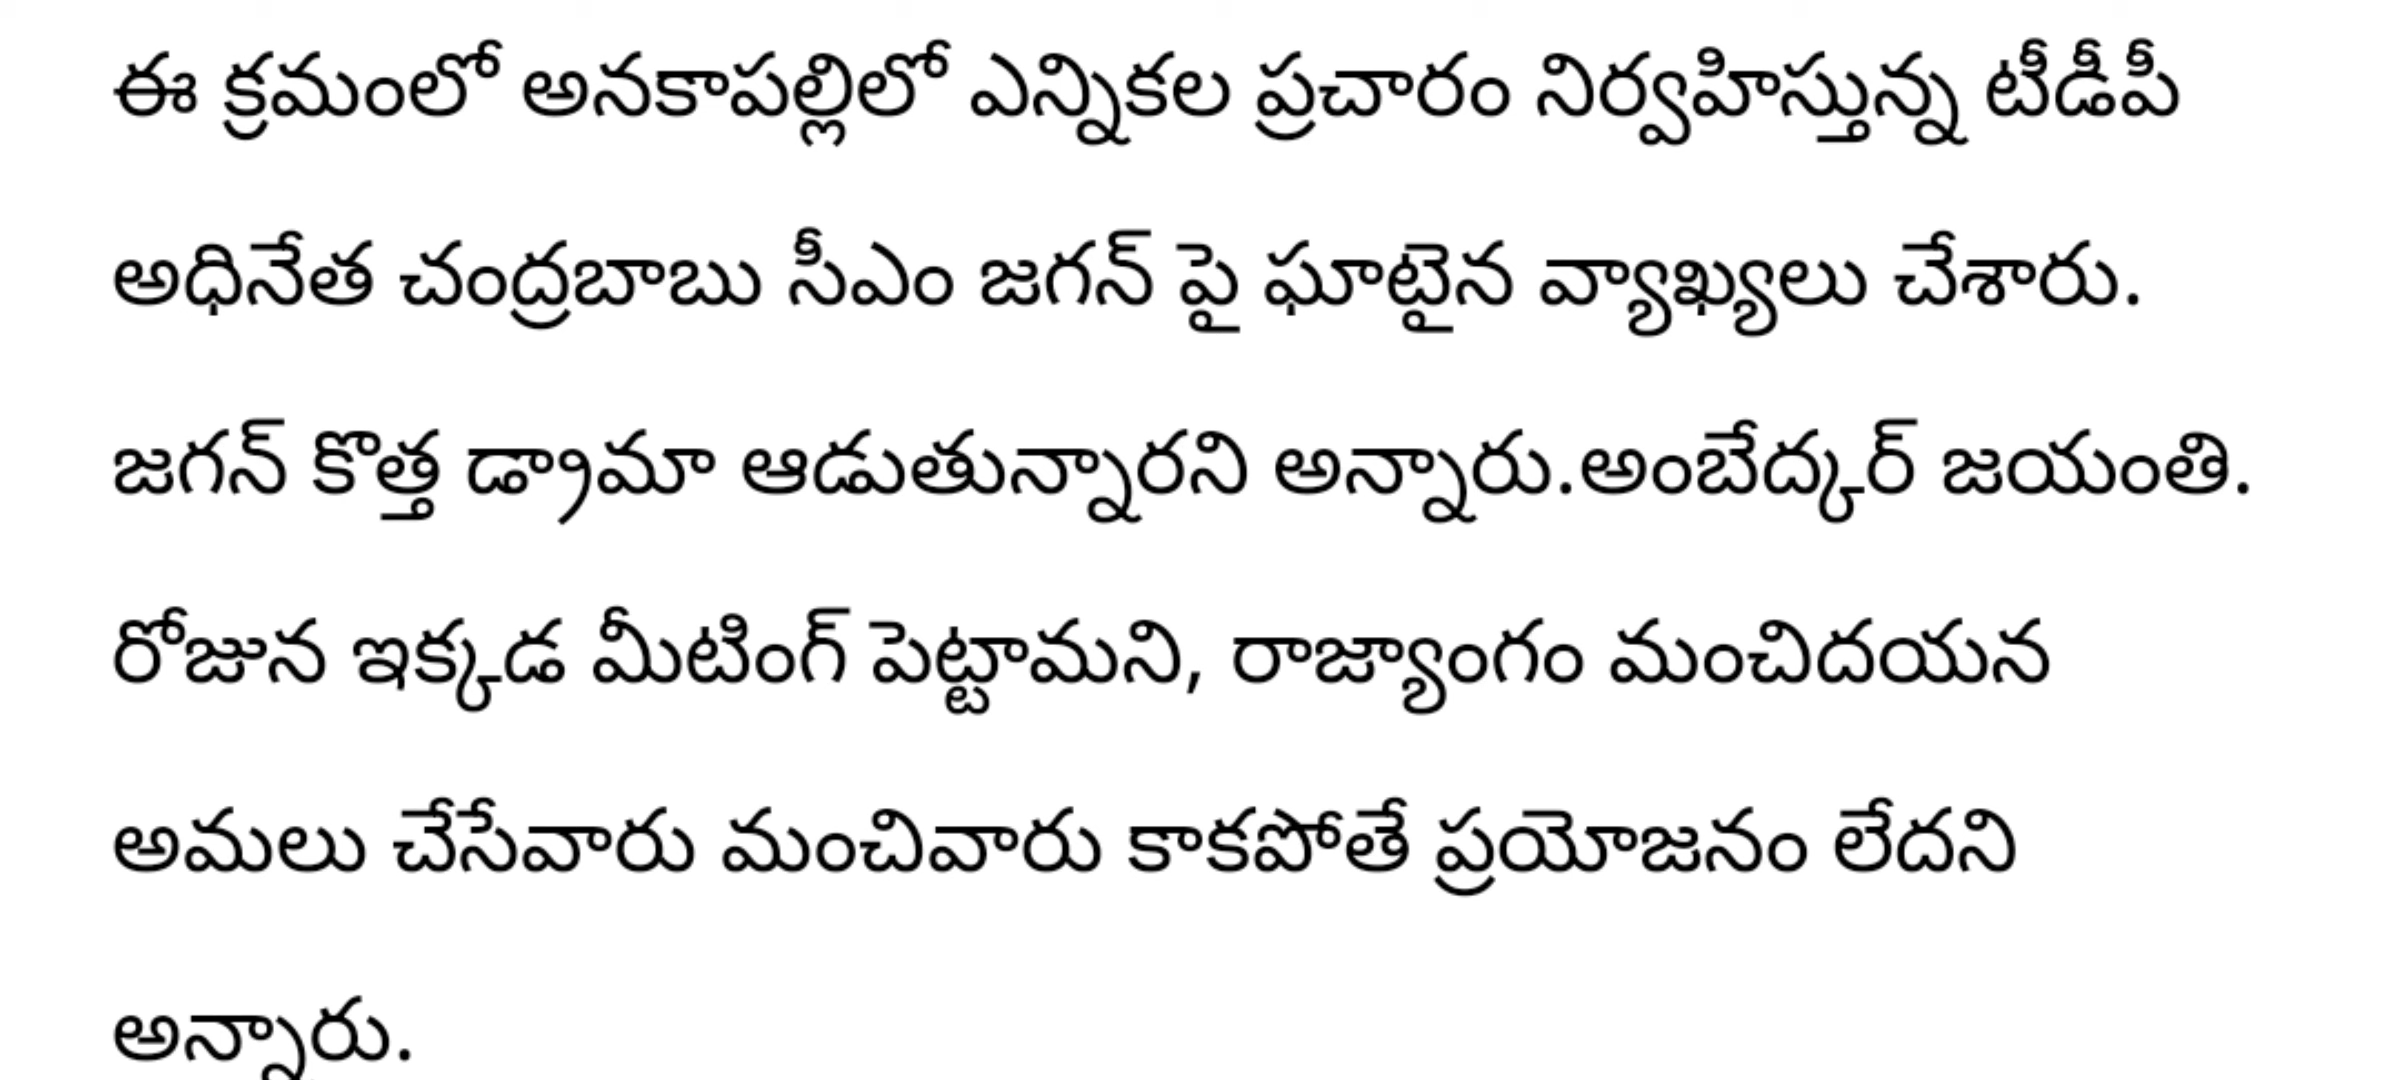 ఈ క్రమంలో అనకాపల్లిలో ఎన్నికల ప్రచారం నిర్వహిస్తున్న టీడీపీ
అధినేత చంద్రబాబు సీఎం జగన్ పై ఘాటైన వ్యాఖ్యలు చేశారు.
జగన్ కొత్త డ్రామా ఆడుతున్నారని అన్నారు.అంబేద్కర్ జయంతి.
రోజున ఇక్కడ మీటింగ్ పెట్టామని, రాజ్యాంగం మంచిదయన
అమలు చేసేవారు మంచివారు కాకపోతే ప్రయోజనం లేదని
అన్నారు.